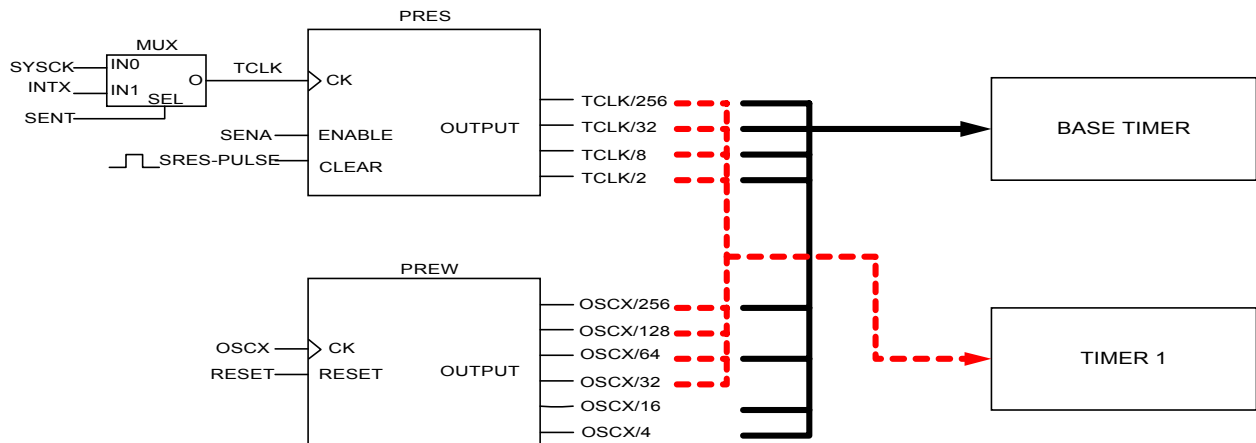 PRES
MUX
SYSCK
IN0
TCLK
O
CK
INTX
IN1
SEL
SENT
SENA
ENABLE
OUTPUT
SRES-PULSE
CLEAR
TCLK/256
TCLK/32
TCLK/8
TCLK/2
BASE TIMER
PREW
OSCX
CK
RESET
RESET
OUTPUT
OSCX/256
OSCX/128
OSCX/64
OSCX/32
OSCX/16
OSCX/4
TIMER 1